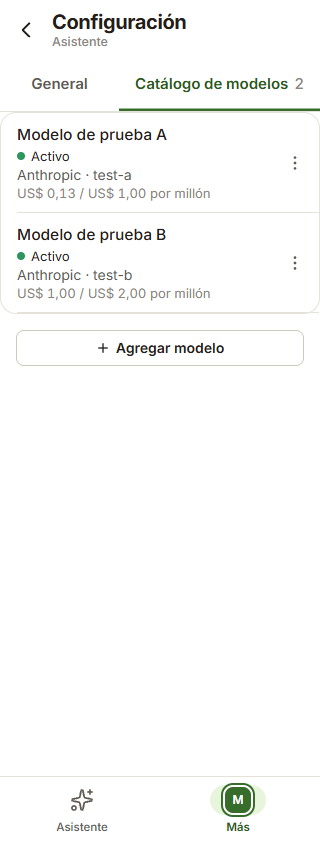 Configuración
Asistente
General
Catálogo de modelos 2
Modelo de prueba A
Activo
Anthropic · test-a
US$ 0,13 / US$ 1,00 por millón
Modelo de prueba B
Activo
Anthropic · test-b
US$ 1,00 / US$ 2,00 por millón
+ Agregar modelo
M
Asistente
Más